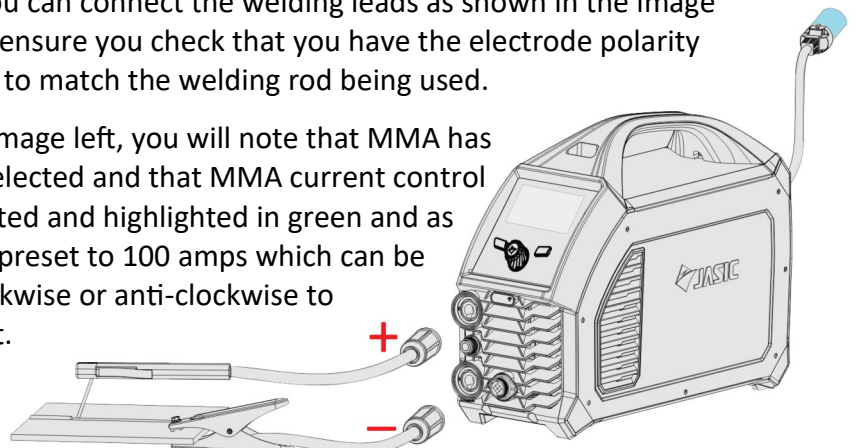 ou can connect the welding leads as shown in the image
ensure you check that you have the electrode polarity
to match the welding rod being used.
mage left, you will note that MMA has
elected and that MMA current control
ted and highlighted in green and as
preset to 100 amps which can be
kwise or anti-clockwise to
t.
JASIC
+
–